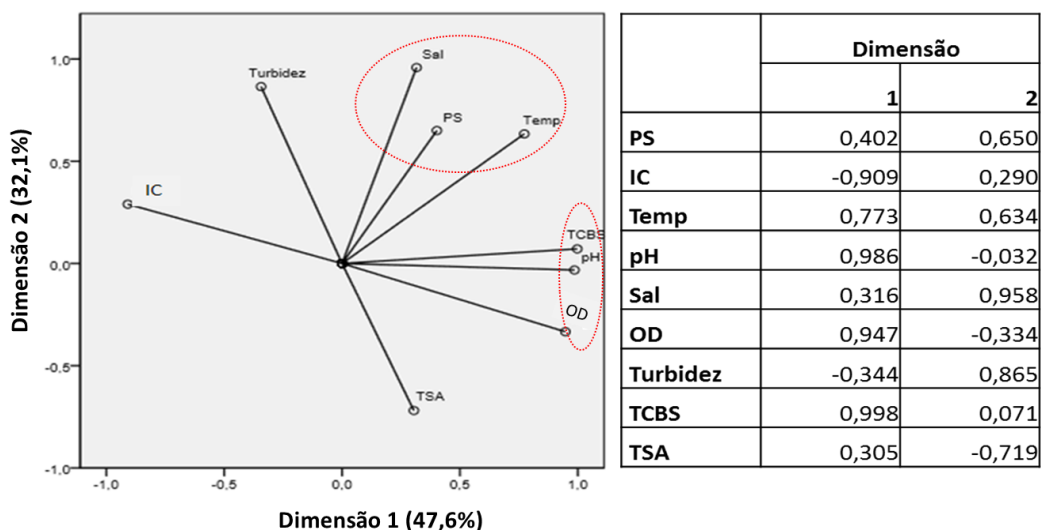 1.0
0.5
0.0
-0.5
-1.0
Dimensão 2 (32,1%)
Sal
Turbidez
PS
Temp
IC
TCBS
pH
OD
TSA
-1,0
-0,5
0,0
0,5
1,0
Dimensão 1 (47,6%)
Dimensão
1 2
PS 0,402 0,650
IC -0,909 0,290
Temp 0,773 0,634
pH 0,986 -0,032
Sal 0,316 0,958
OD 0,947 -0,334
Turbidez -0,344 0,865
TCBS 0,998 0,071
TSA 0,305 -0,719